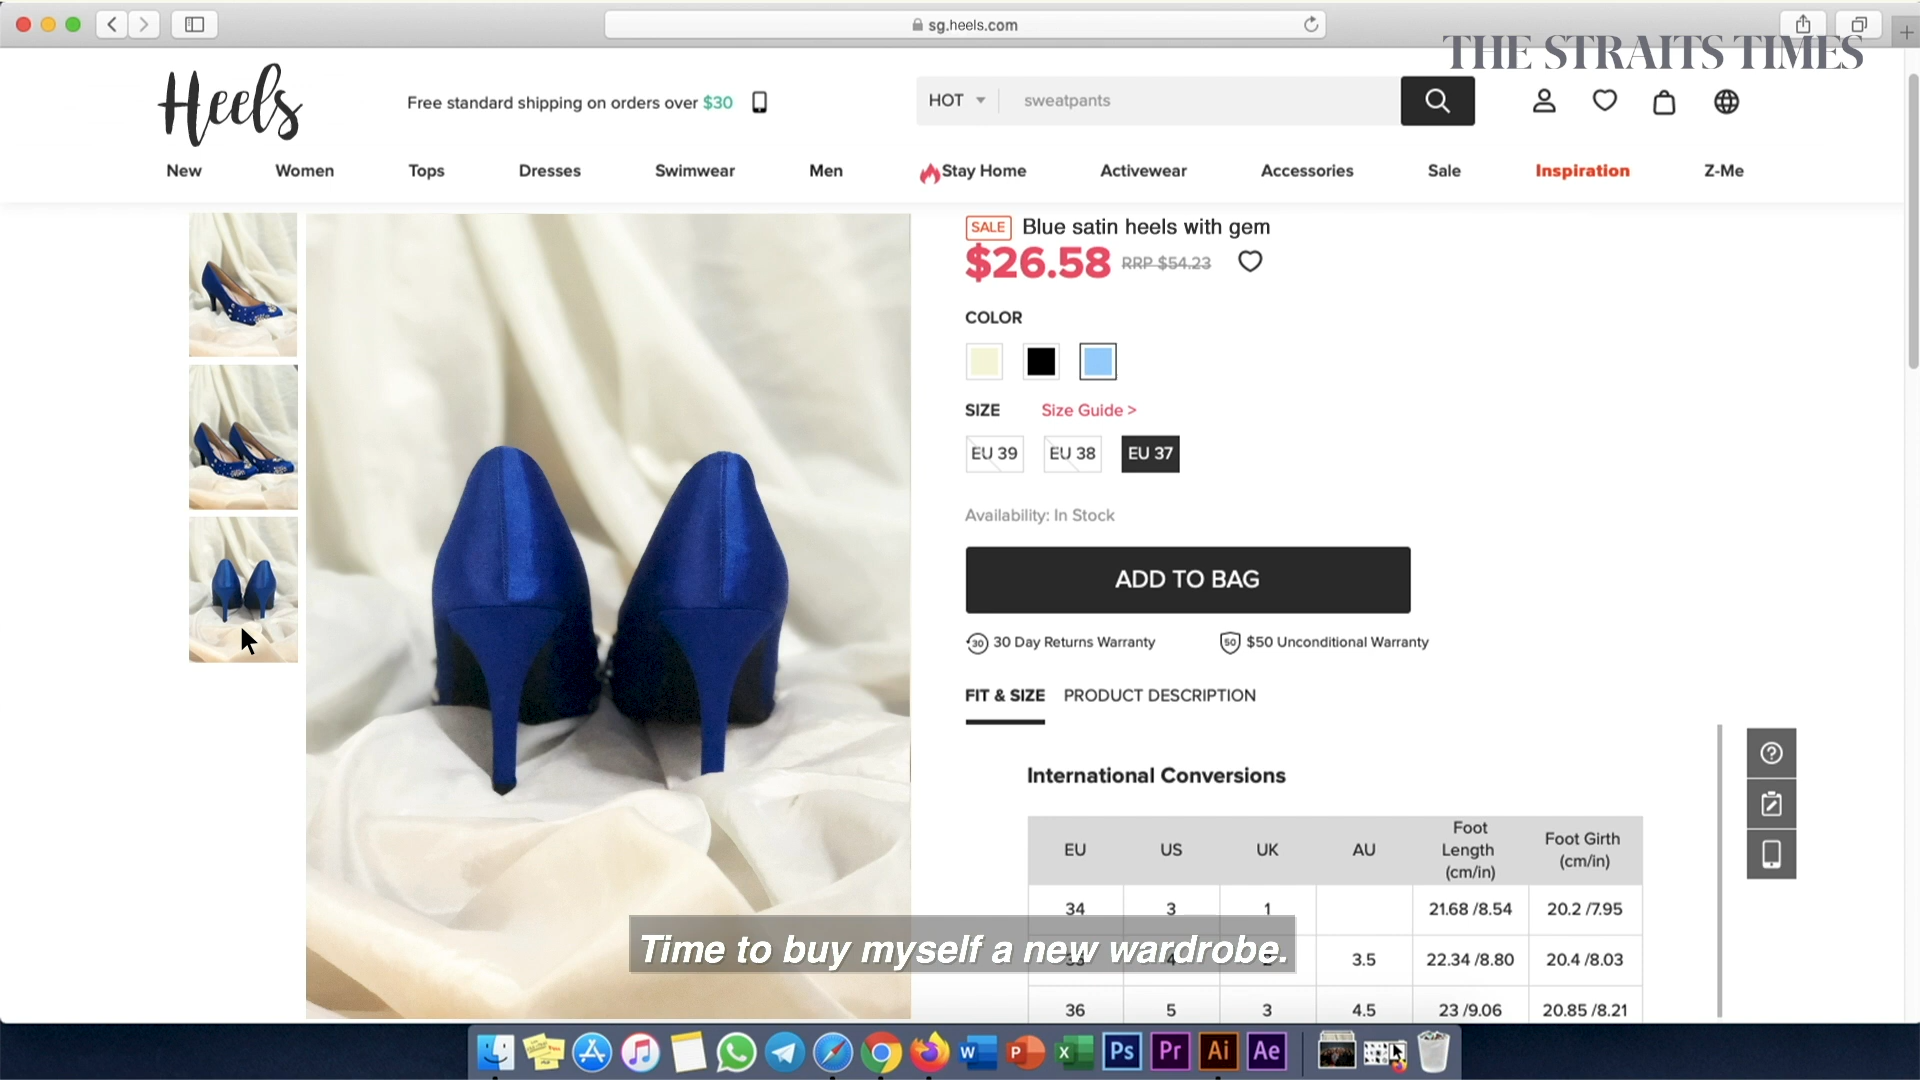 sg.heels.com
THE STRAITS TIMES
Heels
Free standard shipping on orders over $30
HOT
sweatpants
New Women Tops Dresses Swimwear Men Stay Home Activewear Accessories Sale Inspiration Z-Me
SALE Blue satin heels with gem
$26.58 RRP $54.23
COLOR
SIZE Size Guide >
EU 39 EU 38 EU 37
Availability: In Stock
ADD TO BAG
30 30 Day Returns Warranty 50 $50 Unconditional Warranty
FIT & SIZE PRODUCT DESCRIPTION
International Conversions
EU US UK AU Foot Length (cm/in) Foot Girth (cm/in)
34 3 1 21.68 /8.54 20.2 /7.95
3.5 22.34 /8.80 20.4 /8.03
36 5 3 4.5 23 /9.06 20.85 /8.21
Time to buy myself a new wardrobe.
W P X Ps Pr Ai Ae